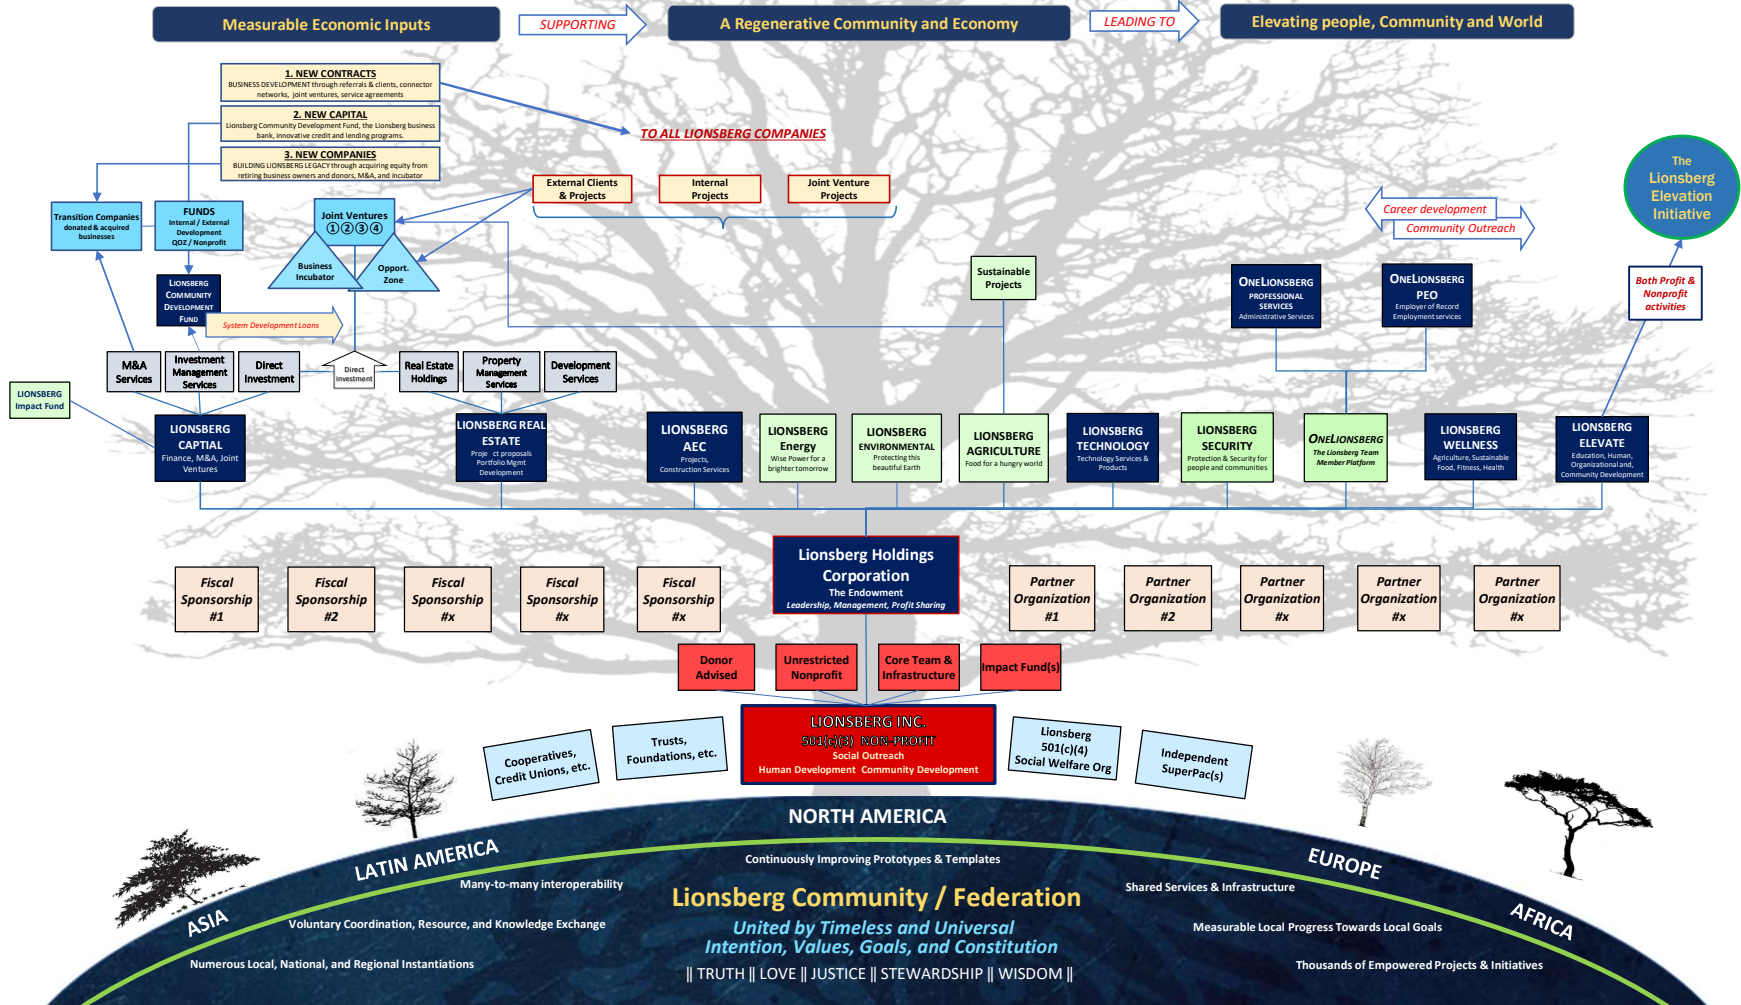 Measurable Economic Inputs
SUPPORTING
A Regenerative Community and Economy
LEADING TO
Elevating people, Community and World
1. NEW CONTRACTS
BUSINESS DEVELOPMENT through referrals & clients, connector
networks, joint ventures, service agreements
2. NEW CAPITAL
Lionsberg Community Development Fund, the Lionsberg business
bank, innovative credit and lending programs.
3. NEW COMPANIES
BUILDING LIONSBERG LEGACY through acquiring equity from
retiring business owners and donors, M&A, and incubator
TO ALL LIONSBERG COMPANIES
External Clients
& Projects
Internal
Projects
Joint Venture
Projects
The
Lionsberg
Elevation
Initiative
Career development
Community Outreach
Transition Companies
donated & acquired
businesses
FUNDS
Internal / External
Development
QOZ / Nonprofit
Joint Ventures
①②③④
Business
Incubator
Opport.
Zone
LIONSBERG
COMMUNITY
DEVELOPMENT
FUND
System Development Loans
Sustainable
Projects
ONELIONSBERG
PROFESSIONAL
SERVICES
Administrative Services
ONELIONSBERG
PEO
Employer of Record
Employment services
Both Profit &
Nonprofit
activities
M&A
Services
Investment
Management
Services
Direct
Investment
Direct
investment
Real Estate
Holdings
Property
Management
Services
Development
Services
LIONSBERG
Impact Fund
LIONSBERG
CAPTIAL
Finance, M&A, Joint
Ventures
LIONSBERG REAL
ESTATE
Proje ct proposals
Portfolio Mgmt
Development
LIONSBERG
AEC
Projects,
Construction Services
LIONSBERG
Energy
Wise Power for a
brighter tomorrow
LIONSBERG
ENVIRONMENTAL
Protecting this
beautiful Earth
LIONSBERG
AGRICULTURE
Food for a hungry world
LIONSBERG
TECHNOLOGY
Technology Services &
Products
LIONSBERG
SECURITY
Protection & Security for
people and communities
ONELIONSBERG
The Lionsberg Team
Member Platform
LIONSBERG
WELLNESS
Agriculture, Sustainable
Food, Fitness, Health
LIONSBERG
ELEVATE
Education, Human,
Organizational and,
Community Development
Lionsberg Holdings
Corporation
The Endowment
Leadership, Management, Profit Sharing
Fiscal
Sponsorship
#1
Fiscal
Sponsorship
#2
Fiscal
Sponsorship
#x
Fiscal
Sponsorship
#x
Fiscal
Sponsorship
#x
Partner
Organization
#1
Partner
Organization
#2
Partner
Organization
#x
Partner
Organization
#x
Partner
Organization
#x
Donor
Advised
Unrestricted
Nonprofit
Core Team &
Infrastructure
Impact Fund(s)
Cooperatives,
Credit Unions, etc.
Trusts,
Foundations, etc.
LIONSBERG INC.
501(c)(3) NON-PROFIT
Social Outreach
Human Development Community Development
Lionsberg
501(c)(4)
Social Welfare Org
Independent
SuperPac(s)
NORTH AMERICA
LATIN AMERICA
EUROPE
ASIA
AFRICA
Continuously Improving Prototypes & Templates
Many-to-many interoperability
Shared Services & Infrastructure
Lionsberg Community / Federation
Voluntary Coordination, Resource, and Knowledge Exchange
United by Timeless and Universal
Intention, Values, Goals, and Constitution
Measurable Local Progress Towards Local Goals
Numerous Local, National, and Regional Instantiations
|| TRUTH || LOVE || JUSTICE || STEWARDSHIP || WISDOM ||
Thousands of Empowered Projects & Initiatives